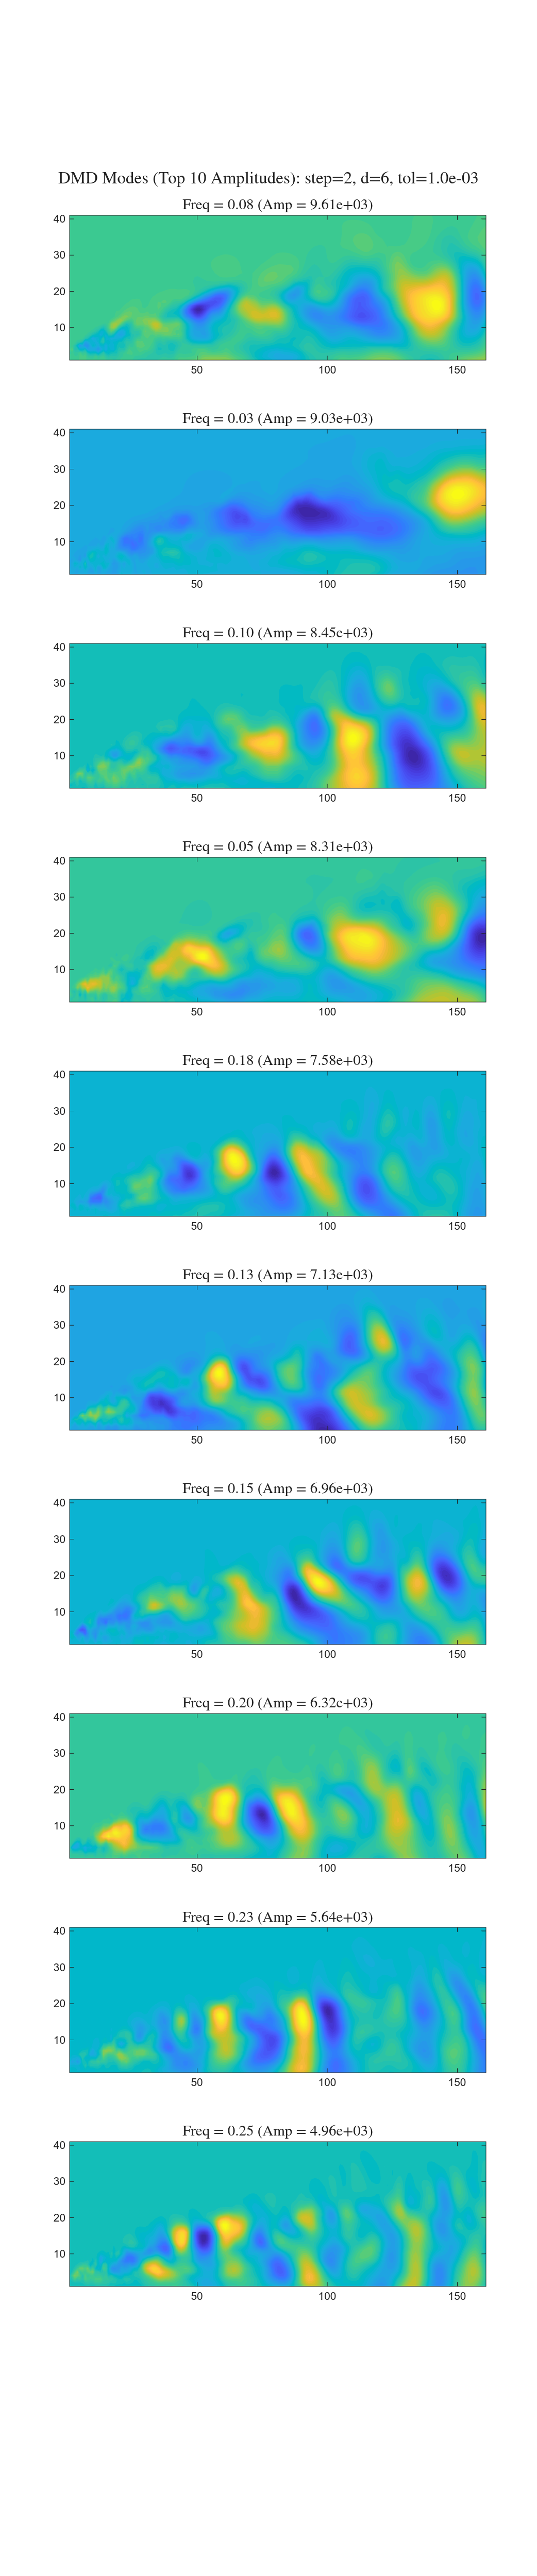 DMD Modes (Top 10 Amplitudes): step=2, d=6, tol=1.0e-03
Freq = 0.08 (Amp = 9.61e+03)
40
30
20
10
50 100 150
Freq = 0.03 (Amp = 9.03e+03)
40
30
20
10
50 100 150
Freq = 0.10 (Amp = 8.45e+03)
40
30
20
10
50 100 150
Freq = 0.05 (Amp = 8.31e+03)
40
30
20
10
50 100 150
Freq = 0.18 (Amp = 7.58e+03)
40
30
20
10
50 100 150
Freq = 0.13 (Amp = 7.13e+03)
40
30
20
10
50 100 150
Freq = 0.15 (Amp = 6.96e+03)
40
30
20
10
50 100 150
Freq = 0.20 (Amp = 6.32e+03)
40
30
20
10
50 100 150
Freq = 0.23 (Amp = 5.64e+03)
40
30
20
10
50 100 150
Freq = 0.25 (Amp = 4.96e+03)
40
30
20
10
50 100 150